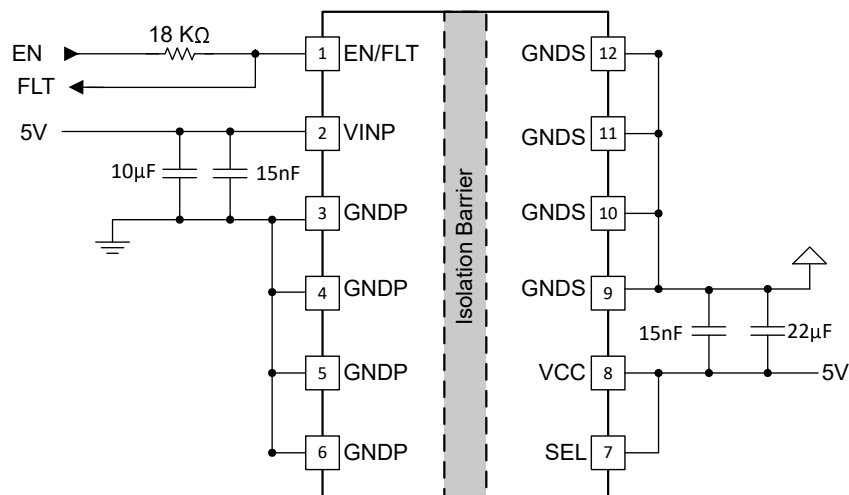 18 KΩ
EN 1 EN/FLT GNDS 12
FLT
5V 2 VINP GNDS 11
10µF 15nF
3 GNDP GNDS 10
Isolation Barrier
4 GNDP GNDS 9
15nF 22µF
5 GNDP VCC 8 5V
6 GNDP SEL 7